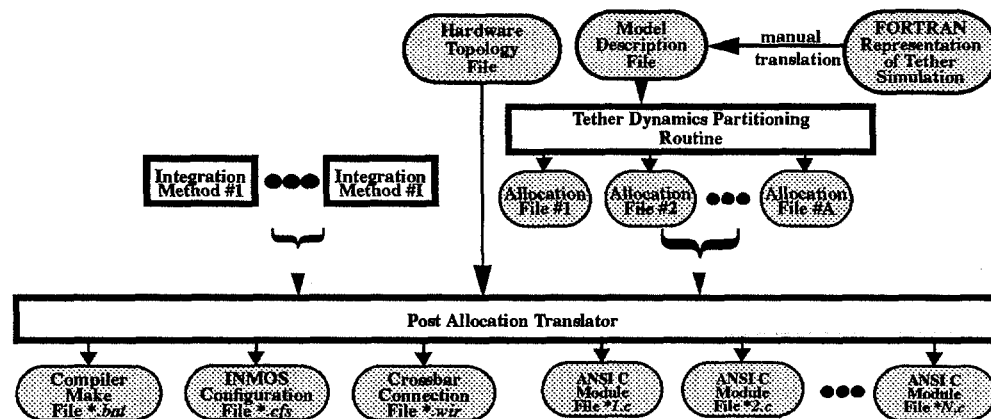 Hardware
Topology
File
Model
Description
File
manual
translation
FORTRAN
Representation
of Tether
Simulation
Tether Dynamics Partitioning
Routine
Integration
Method #1
Integration
Method #I
Allocation
File #1
Allocation
File #2
Allocation
File #A
Post Allocation Translator
Compiler
Make
File *.bat
INMOS
Configuration
File *.cfs
Crossbar
Connection
File *.wir
ANSI C
Module
File *1.c
ANSI C
Module
File *2.c
ANSI C
Module
File *N.c